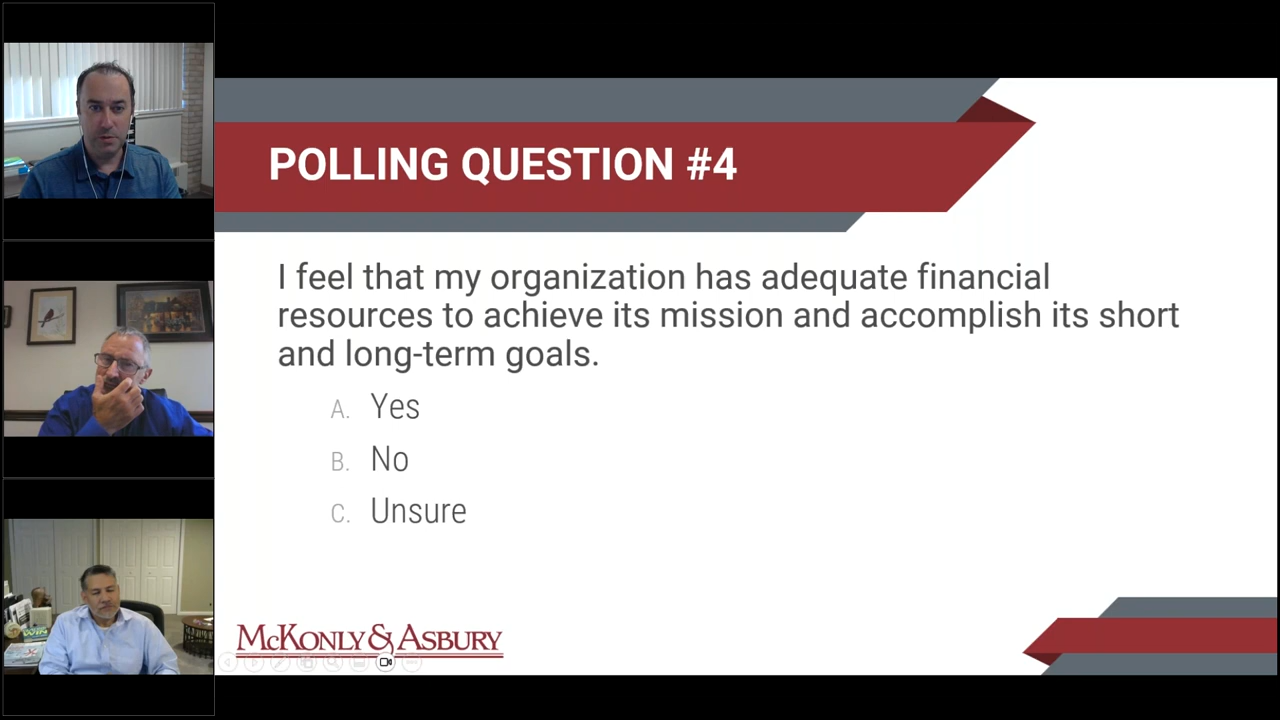 POLLING QUESTION #4
I feel that my organization has adequate financial
resources to achieve its mission and accomplish its short
and long-term goals.
A. Yes
B. No
C. Unsure
McKonly & Asbury
WIN